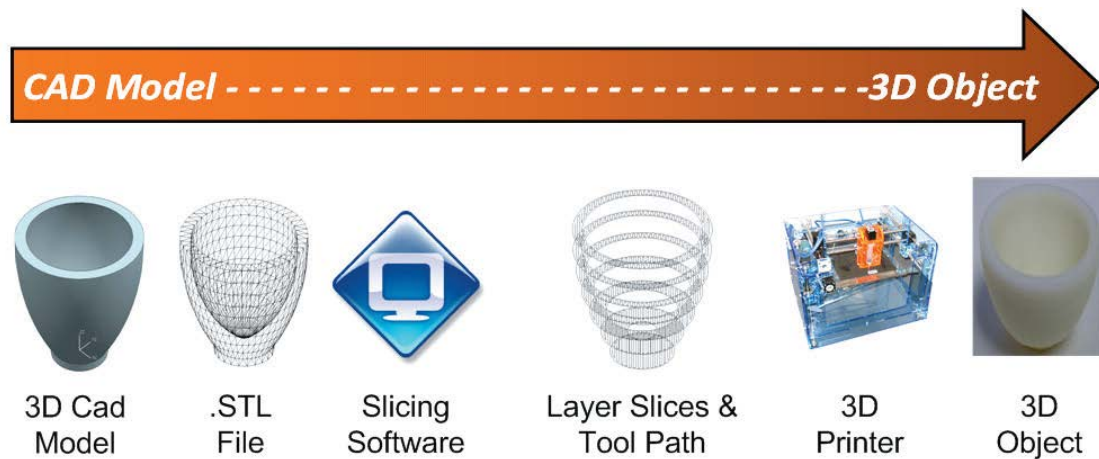 CAD Model - - - - - - -- - - - - - - - - - - - - - - - - - - - - - - -3D Object
3D Cad
Model
.STL
File
Slicing
Software
Layer Slices &
Tool Path
3D
Printer
3D
Object